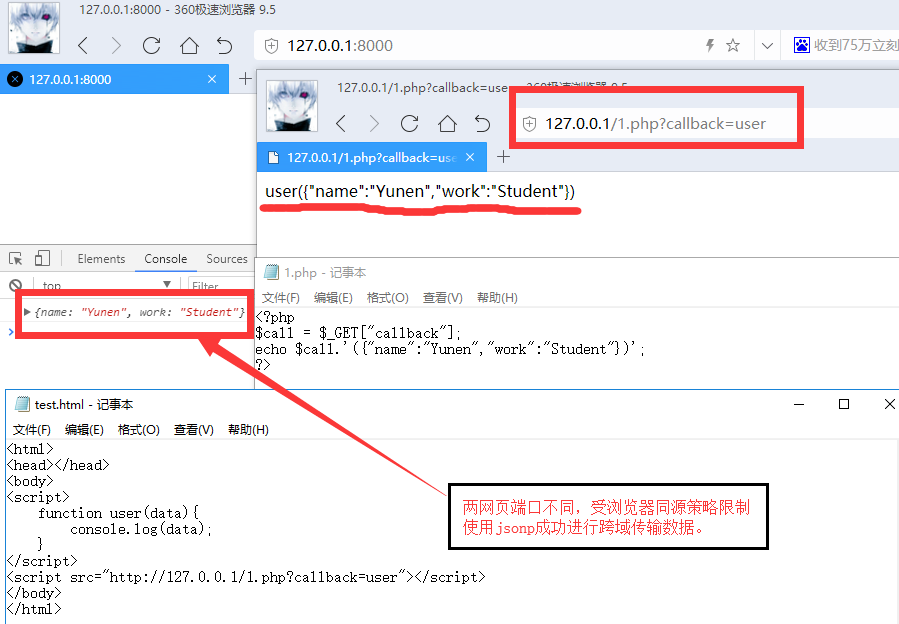 127.0.0.1:8000 - 360极速浏览器 9.5
127.0.0.1:8000
收到75万立刻
127.0.0.1:8000
127.0.0.1/1.php?callback=use
360极速浏览器 9.5
127.0.0.1/1.php?callback=user
127.0.0.1/1.php?callback=use
user({"name":"Yunen","work":"Student"})
Elements Console Sources
top Filter
{name: "Yunen", work: "Student"}
1.php - 记事本
文件(F) 编辑(E) 格式(O) 查看(V) 帮助(H)
<?php
$call = $_GET["callback"];
echo $call.'({"name":"Yunen","work":"Student"})';
?>
test.html - 记事本
文件(F) 编辑(E) 格式(O) 查看(V) 帮助(H)
<html>
<head></head>
<body>
<script>
function user(data){
console.log(data);
}
</script>
<script src="http://127.0.0.1/1.php?callback=user"></script>
</body>
</html>
两网页端口不同，受浏览器同源策略限制
使用jsonp成功进行跨域传输数据。